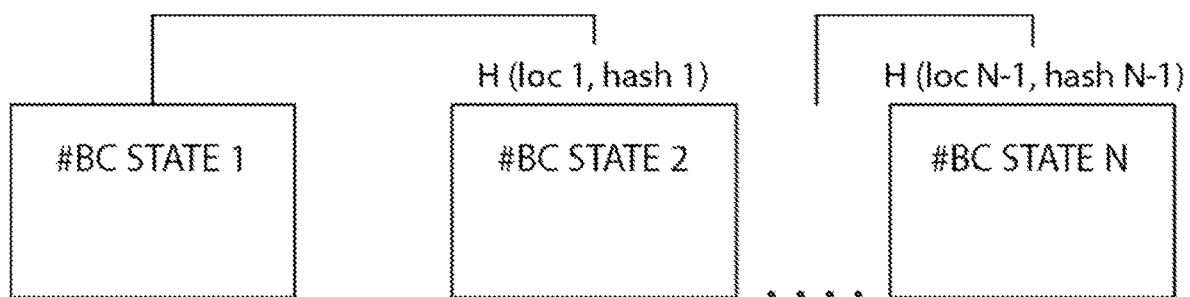 H (loc 1, hash 1)
H (loc N-1, hash N-1)
#BC STATE 1
#BC STATE 2
#BC STATE N
. . . .